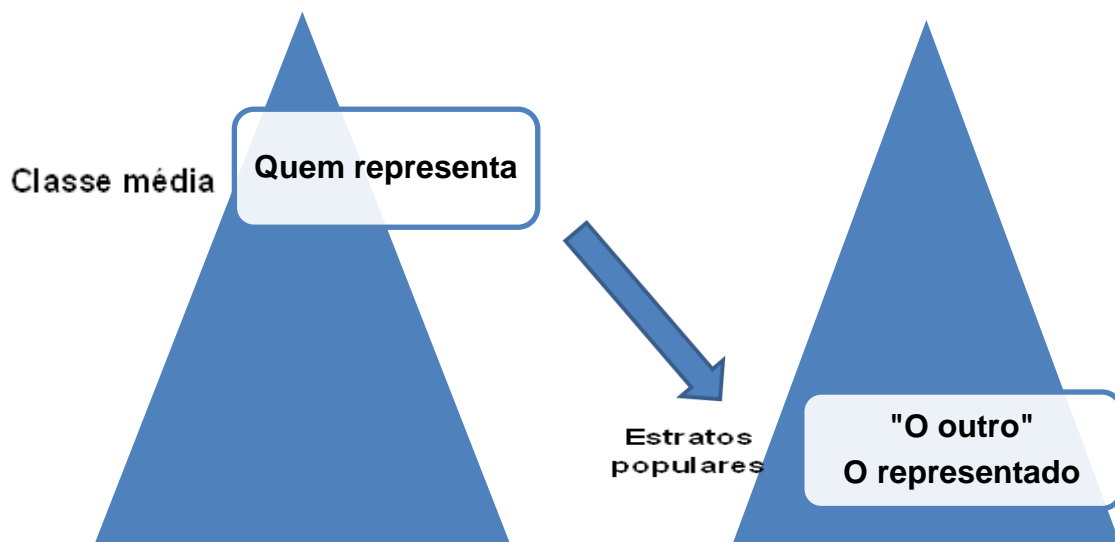 Classe média
Quem representa
Estratos
populares
"O outro"
O representado